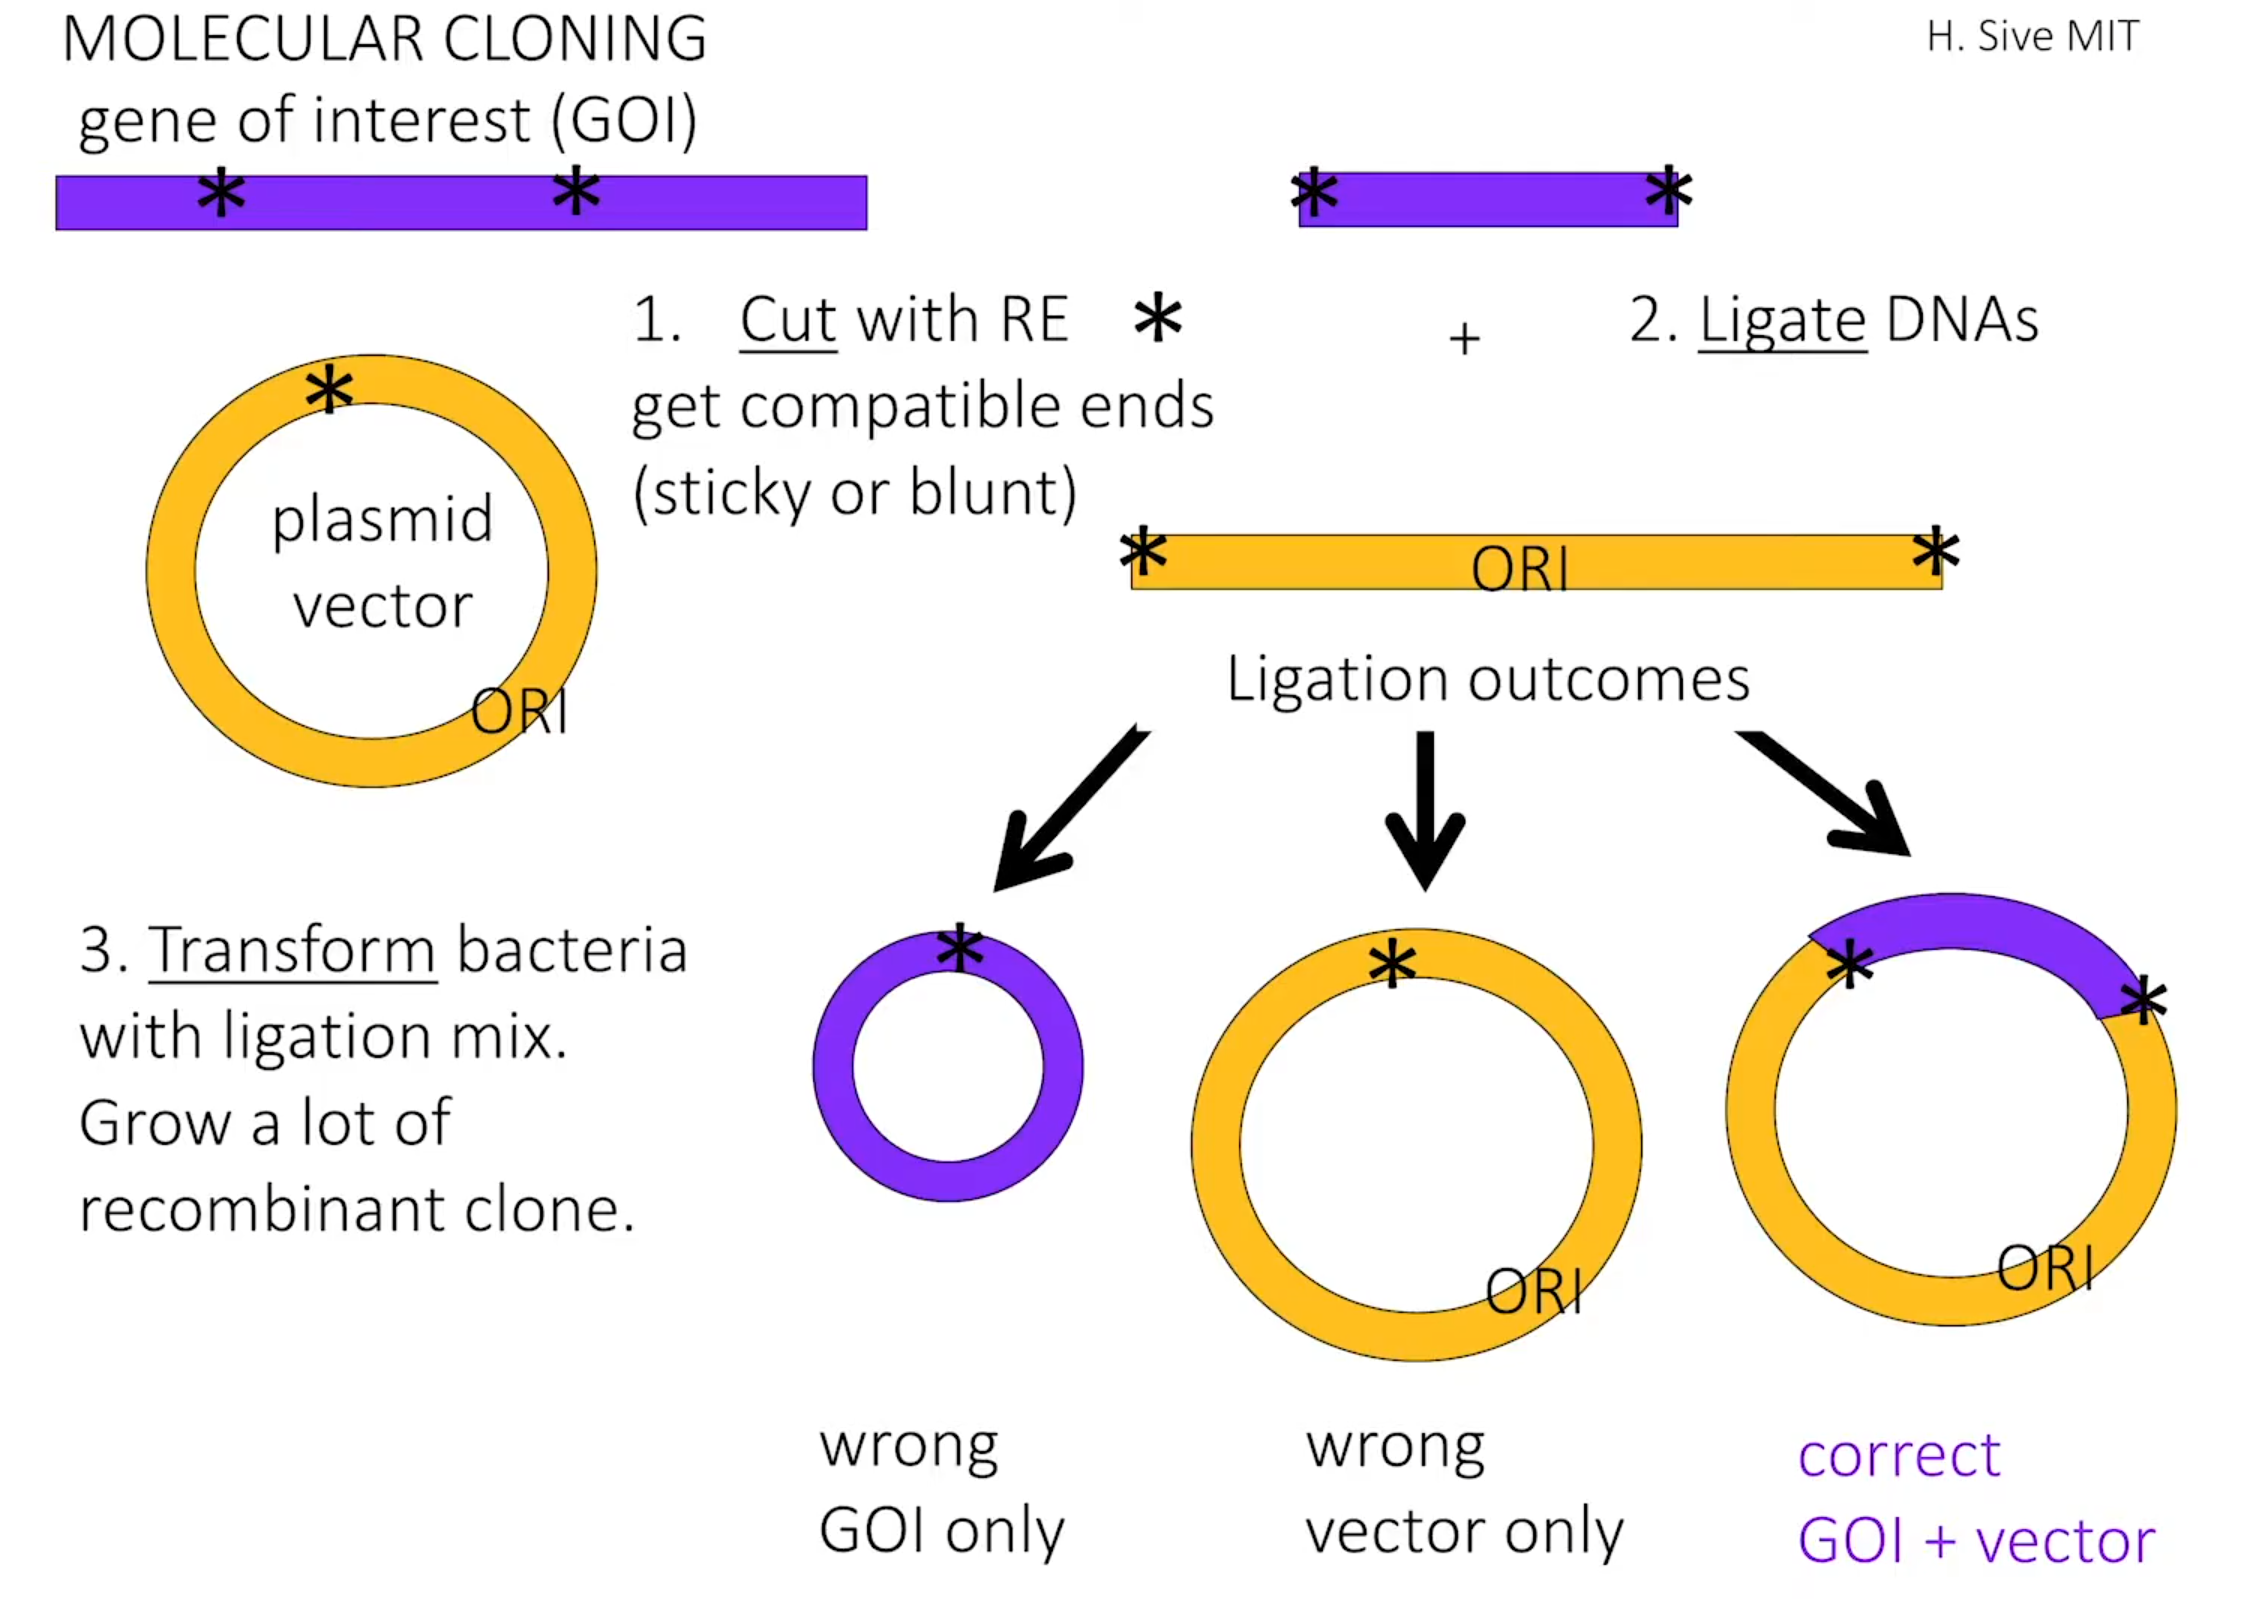 MOLECULAR CLONING
H. Sive MIT
gene of interest (GOI)
* *
* *
1. Cut with RE *
get compatible ends
(sticky or blunt)
+
2. Ligate DNAs
*
plasmid
vector
ORI
* ORI *
Ligation outcomes
3. Transform bacteria
with ligation mix.
Grow a lot of
recombinant clone.
*
*
ORI
* *
ORI
wrong
GOI only
wrong
vector only
correct
GOI + vector